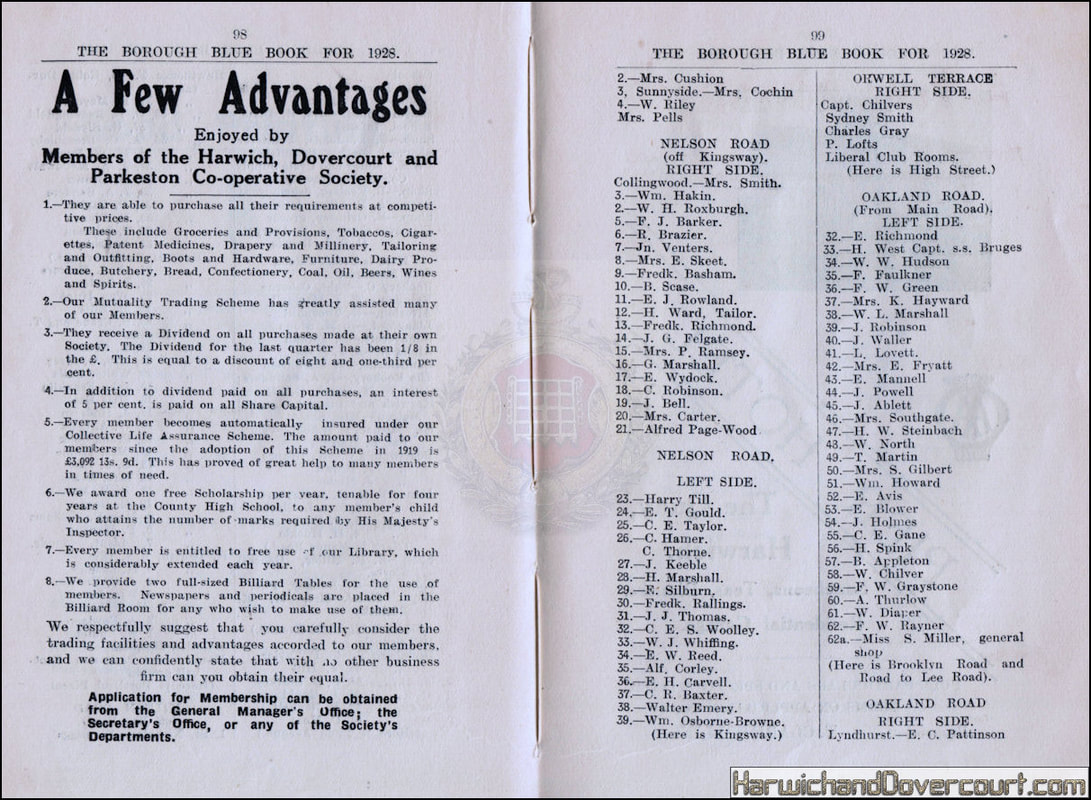 98
THE BOROUGH BLUE BOOK FOR 1928.
A Few Advantages
Enjoyed by
Members of the Harwich, Dovercourt and
Parkeston Co-operative Society.
1.—They are able to purchase all their requirements at competi-
tive prices.
These include Groceries and Provisions, Tobaccos, Cigar-
ettes, Patent Medicines, Drapery and Millinery, Tailoring
and Outfitting, Boots and Hardware, Furniture, Dairy Pro-
duce, Butchery, Bread, Confectionery, Coal, Oil, Beers, Wines
and Spirits.
2.—Our Mutuality Trading Scheme has greatly assisted many
of our Members.
3.—They receive a Dividend on all purchases made at their own
Society. The Dividend for the last quarter has been 1/8 in
the £. This is equal to a discount of eight and one-third per
cent.
4.—In addition to dividend paid on all purchases, an interest
of 5 per cent. is paid on all Share Capital.
5.—Every member becomes automatically insured under our
Collective Life Assurance Scheme. The amount paid to our
members since the adoption of this Scheme in 1919 is
£3,092 13s. 9d. This has proved of great help to many members
in times of need.
6.—We award one free Scholarship per year, tenable for four
years at the County High School, to any member's child
who attains the number of marks required by His Majesty's
Inspector.
7.—Every member is entitled to free use of our Library, which
is considerably extended each year.
8.—We provide two full-sized Billiard Tables for the use of
members. Newspapers and periodicals are placed in the
Billiard Room for any who wish to make use of them.
We respectfully suggest that you carefully consider the
trading facilities and advantages accorded to our members,
and we can confidently state that with no other business
firm can you obtain their equal.
Application for Membership can be obtained
from the General Manager's Office; the
Secretary's Office, or any of the Society's
Departments.
99
THE BOROUGH BLUE BOOK FOR 1928.
2.—Mrs. Cushion
3, Sunnyside.—Mrs. Cochin
4.—W. Riley
Mrs. Pells
NELSON ROAD
(off Kingsway).
RIGHT SIDE.
Collingwood.—Mrs. Smith.
3.—Wm. Hakin.
2.—W. H. Roxburgh.
5.—F. J. Barker.
6.—R. Brazier.
7.—Jn. Venters.
8.—Mrs. E. Skeet.
9.—Fredk. Basham.
10.—B. Scase.
11.—E. J. Rowland.
12.—H. Ward, Tailor.
13.—Fredk. Richmond.
14.—J. G. Felgate.
15.—Mrs. P. Ramsey.
16.—G. Marshall.
17.—E. Wydock.
18.—C. Robinson.
19.—J. Bell.
20.—Mrs. Carter.
21.—Alfred Page-Wood
NELSON ROAD.
LEFT SIDE.
23.—Harry Till.
24.—E. T. Gould.
25.—C. E. Taylor.
26.—C. Hamer.
C. Thorne.
27.—J. Keeble
28.—H. Marshall.
29.—E. Silburn.
30.—Fredk. Rallings.
31.—J. J. Thomas.
32.—C. E. S. Woolley.
33.—W. J. Whiffing.
34.—E. W. Reed.
35.—Alf. Corley.
36.—E. H. Carvell.
37.—C. R. Baxter.
38.—Walter Emery.
39.—Wm. Osborne-Browne.
(Here is Kingsway.)
ORWELL TERRACE
RIGHT SIDE.
Capt. Chilvers
Sydney Smith
Charles Gray
P. Lofts
Liberal Club Rooms.
(Here is High Street.)
OAKLAND ROAD.
(From Main Road).
LEFT SIDE.
32.—E. Richmond
33.—H. West Capt. s.s. Bruges
34.—W. W. Hudson
35.—F. Faulkner
36.—F. W. Green
37.—Mrs. K. Hayward
38.—W. L. Marshall
39.—J. Robinson
40.—J. Waller
41.—L. Lovett.
42.—Mrs. E. Fryatt
43.—E. Mannell
44.—J. Powell
45.—J. Ablett
46.—Mrs. Southgate.
47.—H. W. Steinbach
48.—W. North
49.—T. Martin
50.—Mrs. S. Gilbert
51.—Wm. Howard
52.—E. Avis
53.—E. Blower
54.—J. Holmes
55.—C. E. Gane
56.—H. Spink
57.—B. Appleton
58.—W. Chilver
59.—F. W. Graystone
60.—A. Thurlow
61.—W. Diaper
62.—F. W. Rayner
62a.—Miss S. Miller, general
shop
(Here is Brooklyn Road and
Road to Lee Road).
OAKLAND ROAD
RIGHT SIDE.
Lyndhurst.—E. C. Pattinson
HarwichandDovercourt.com